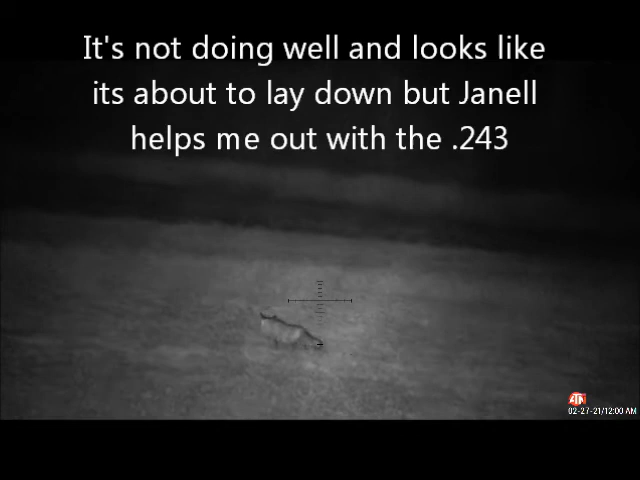 It's not doing well and looks like
its about to lay down but Janell
helps me out with the .243
ATN
02-27-21/12:00 AM